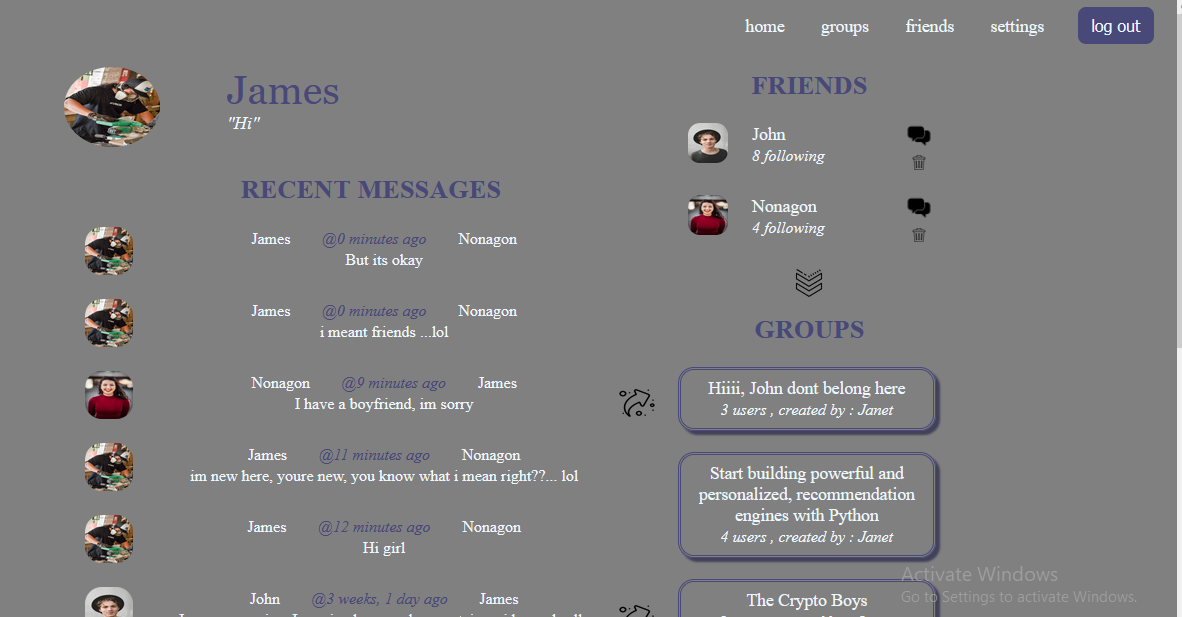 home groups friends settings log out
James
"Hi"
RECENT MESSAGES
James @0 minutes ago Nonagon
But its okay
James @0 minutes ago Nonagon
i meant friends ...lol
Nonagon @9 minutes ago James
I have a boyfriend, im sorry
James @11 minutes ago Nonagon
im new here, youre new, you know what i mean right??... lol
James @12 minutes ago Nonagon
Hi girl
John @3 weeks, 1 day ago James
FRIENDS
John
8 following
Nonagon
4 following
GROUPS
Hiiii, John dont belong here
3 users , created by : Janet
Start building powerful and
personalized, recommendation
engines with Python
4 users , created by : Janet
The Crypto Boys
Activate Windows
Go to Settings to activate Windows.